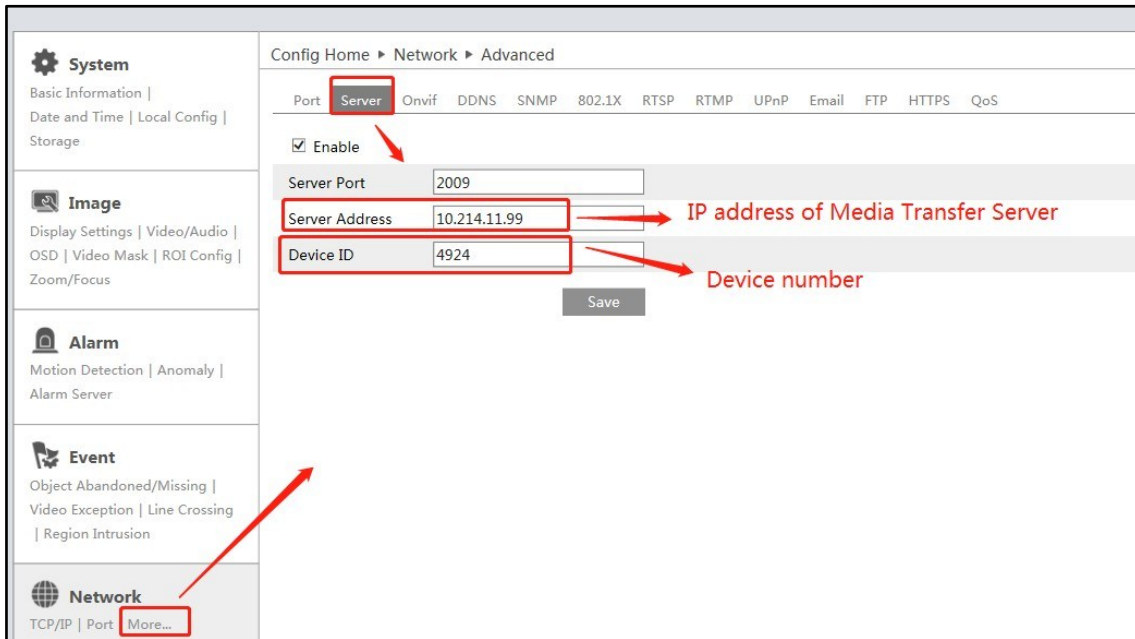 System
Basic Information |
Date and Time | Local Config |
Storage
Image
Display Settings | Video/Audio |
OSD | Video Mask | ROI Config |
Zoom/Focus
Alarm
Motion Detection | Anomaly |
Alarm Server
Event
Object Abandoned/Missing |
Video Exception | Line Crossing
| Region Intrusion
Network
TCP/IP | Port | More...
Config Home ▸ Network ▸ Advanced
Port Server Onvif DDNS SNMP 802.1X RTSP RTMP UPnP Email FTP HTTPS QoS
Enable
Server Port 2009
Server Address 10.214.11.99 IP address of Media Transfer Server
Device ID 4924
Device number
Save